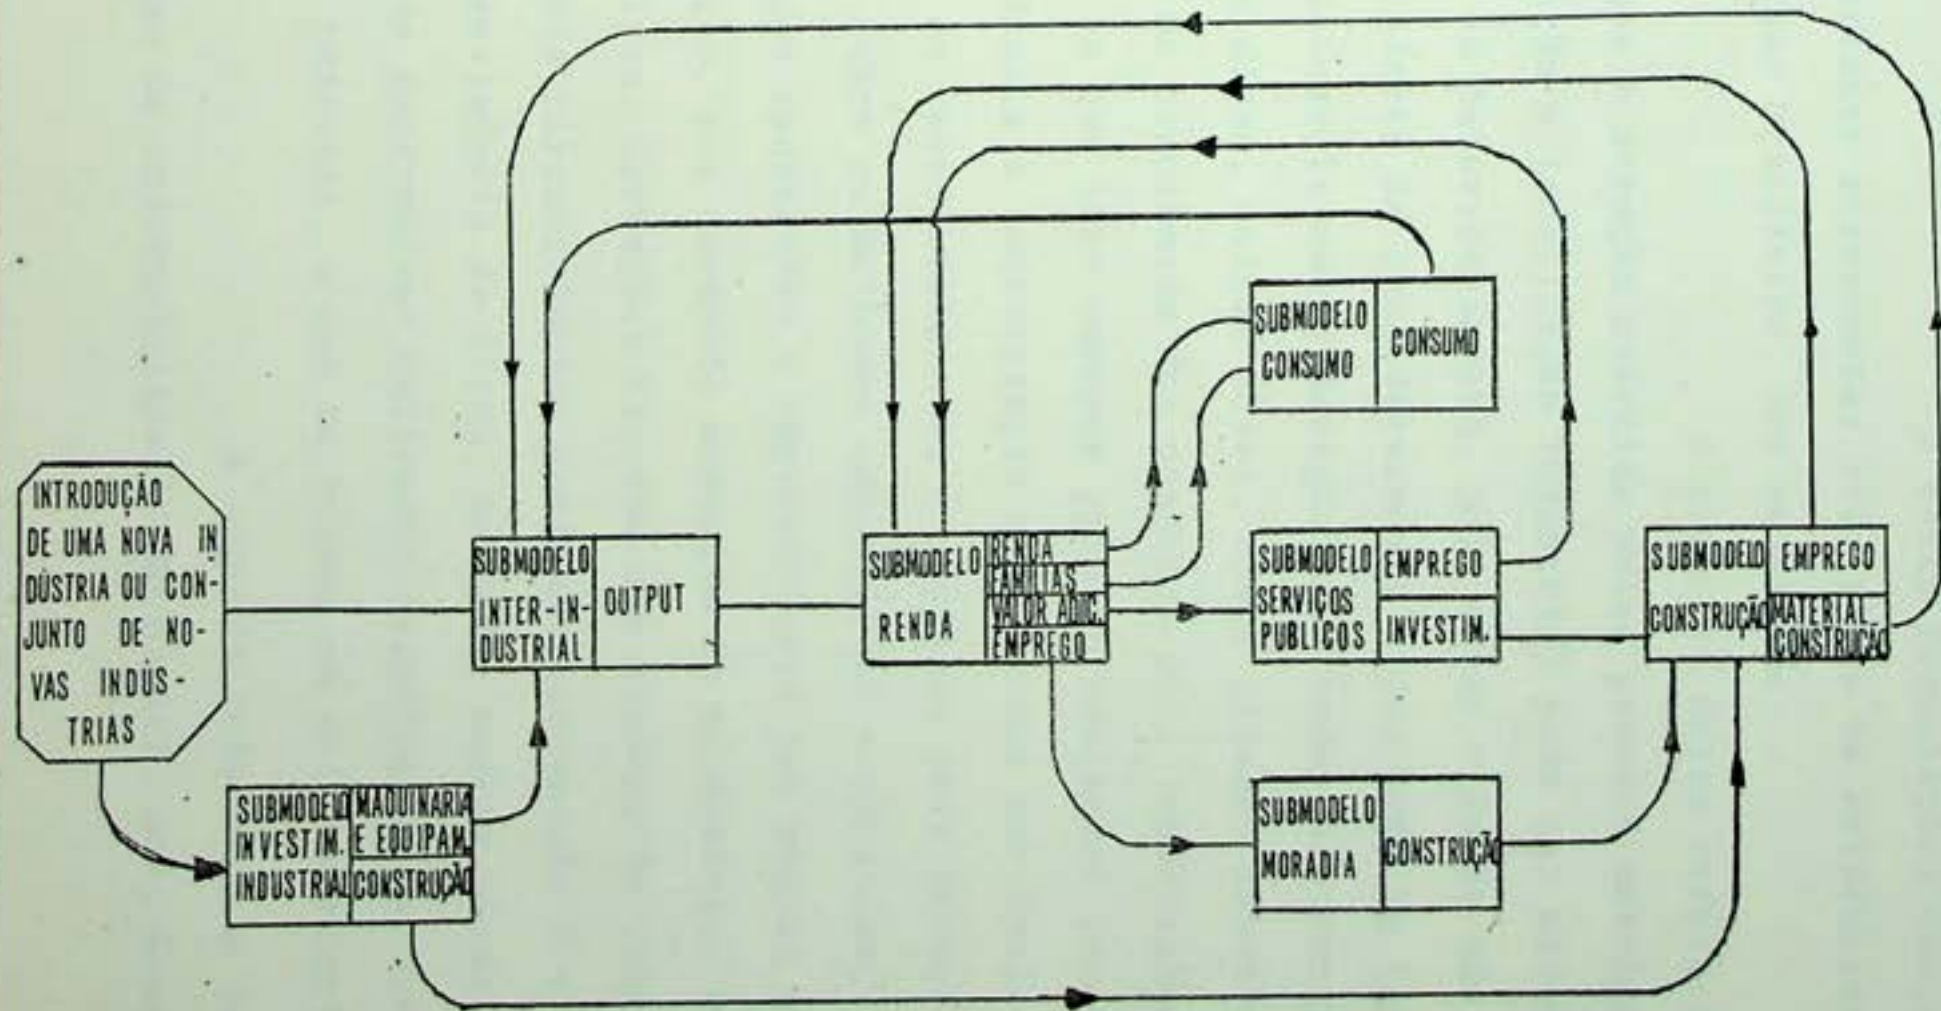 INTRODUÇÃO
DE UMA NOVA IN
DÚSTRIA OU CON-
JUNTO DE NO-
VAS INDÚS-
TRIAS
SUBMODELO
INVESTIM.
INDUSTRIAL
MAQUINARIA
E EQUIPAM.
CONSTRUÇÃO
SUBMODELO
INTER-IN-
DUSTRIAL
OUTPUT
SUBMODELO
RENDA
RENDA
FAMILIAS
VALOR ADIC.
EMPREGO
SUBMODELO
CONSUMO
CONSUMO
SUBMODELO
SERVIÇOS
PUBLICOS
EMPREGO
INVESTIM.
SUBMODELO
MORADIA
CONSTRUÇÃO
SUBMODELO
CONSTRUÇÃO
EMPREGO
MATERIAL
CONSTRUÇÃO